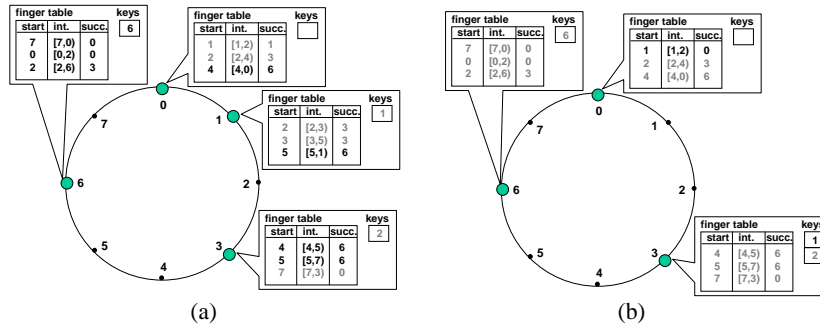 finger table keys
start int. succ. 6
7 [7,0) 0
0 [0,2) 0
2 [2,6) 3
finger table keys
start int. succ.
1 [1,2) 1
2 [2,4) 3
4 [4,0) 6
finger table keys
start int. succ. 1
2 [2,3) 3
3 [3,5) 3
5 [5,1) 6
finger table keys
start int. succ. 2
4 [4,5) 6
5 [5,7) 6
7 [7,3) 0
0
1
2
3
4
5
6
7
(a)
finger table keys
start int. succ. 6
7 [7,0) 0
0 [0,2) 0
2 [2,6) 3
finger table keys
start int. succ.
1 [1,2) 0
2 [2,4) 3
4 [4,0) 6
finger table keys
start int. succ. 1
4 [4,5) 6 2
5 [5,7) 6
7 [7,3) 0
0
1
2
3
4
5
6
7
(b)